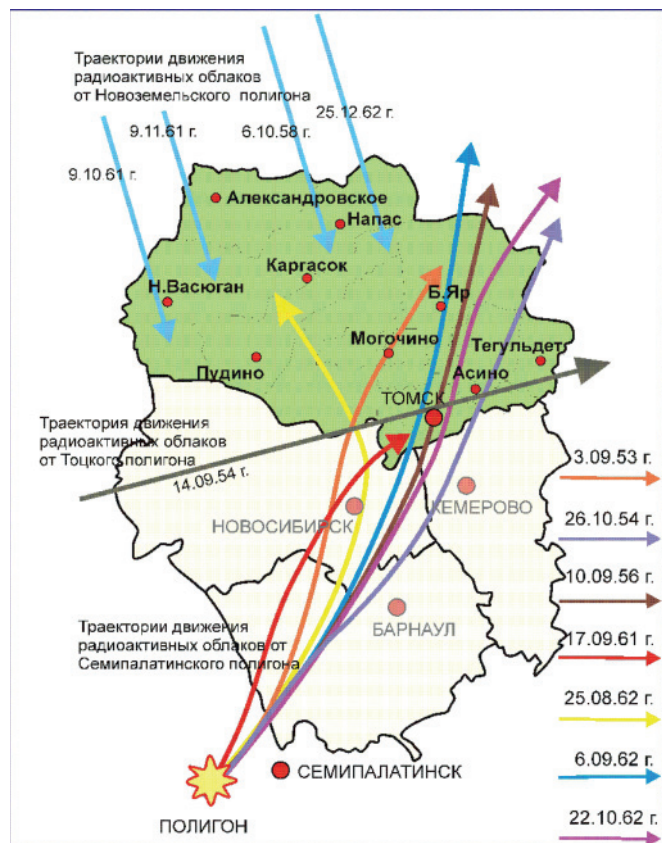 Траектории движения
радиоактивных облаков
от Новоземельского полигона
25.12.62 г.
9.11.61 г.
6.10.58 г.
9.10.61 г.
Александровское
Напас
Каргасок
Н.Васюган
Б.Яр
Могочино
Тегульдет
Пудино
Асино
ТОМСК
Траектория движения
радиоактивных облаков
от Тоцкого полигона
14.09.54 г.
3.09.53 г.
КЕМЕРОВО
НОВОСИБИРСК
26.10.54 г.
10.09.56 г.
БАРНАУЛ
Траектории движения
радиоактивных облаков от
Семипалатинского полигона
17.09.61 г.
25.08.62 г.
СЕМИПАЛАТИНСК
6.09.62 г.
ПОЛИГОН
22.10.62 г.